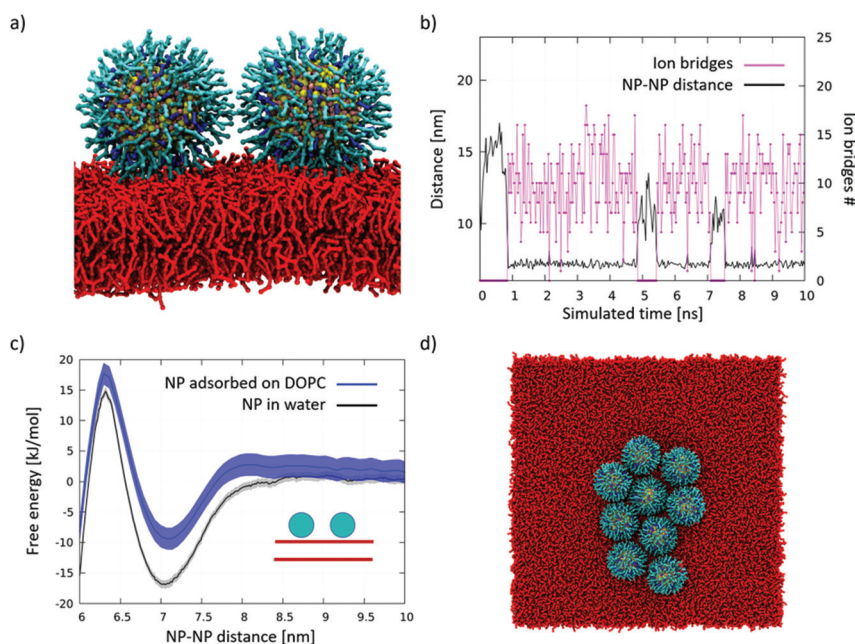 a)
b)
Ion bridges
NP-NP distance
Distance [nm]
20
15
10
25
20
15
10
5
0
Ion bridges #
0 1 2 3 4 5 6 7 8 9 10
Simulated time [ns]
c)
NP adsorbed on DOPC
NP in water
Free energy [kJ/mol]
20
15
10
5
0
-5
-10
-15
-20
6 6.5 7 7.5 8 8.5 9 9.5 10
NP-NP distance [nm]
d)